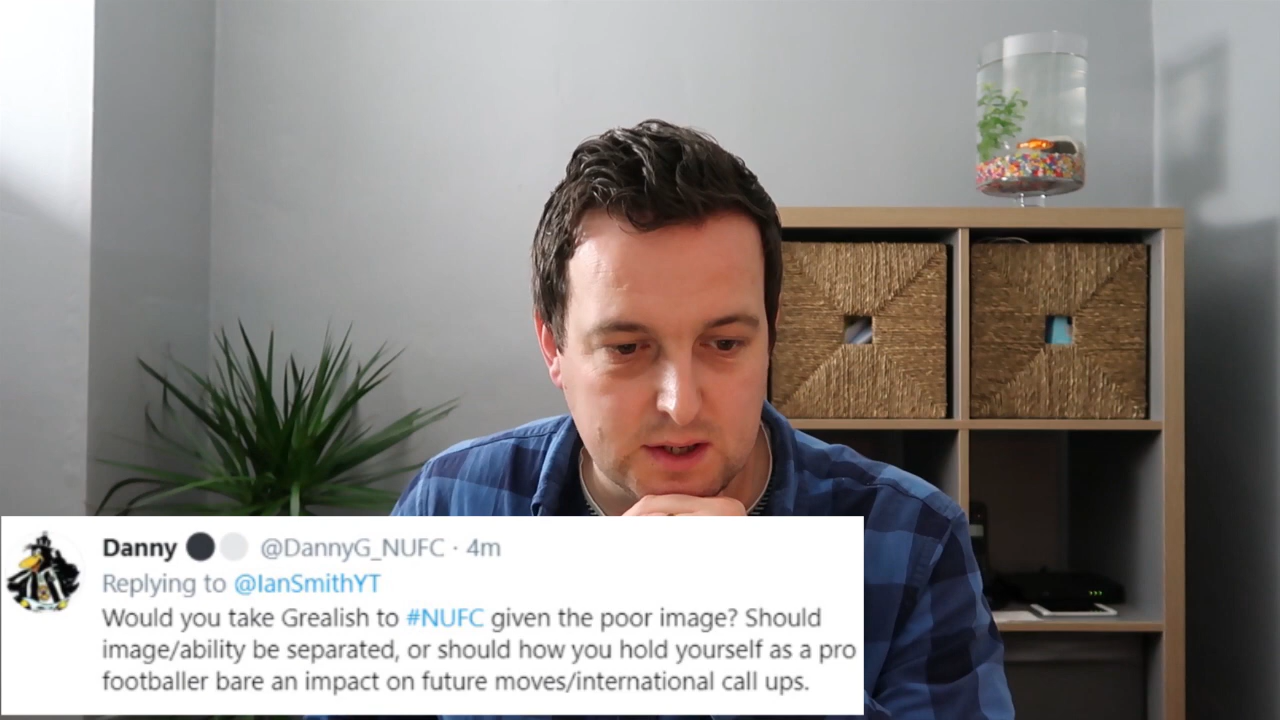 Danny ⚫⚪ @DannyG_NUFC · 4m
Replying to @IanSmithYT
Would you take Grealish to #NUFC given the poor image? Should
image/ability be separated, or should how you hold yourself as a pro
footballer bare an impact on future moves/international call ups.